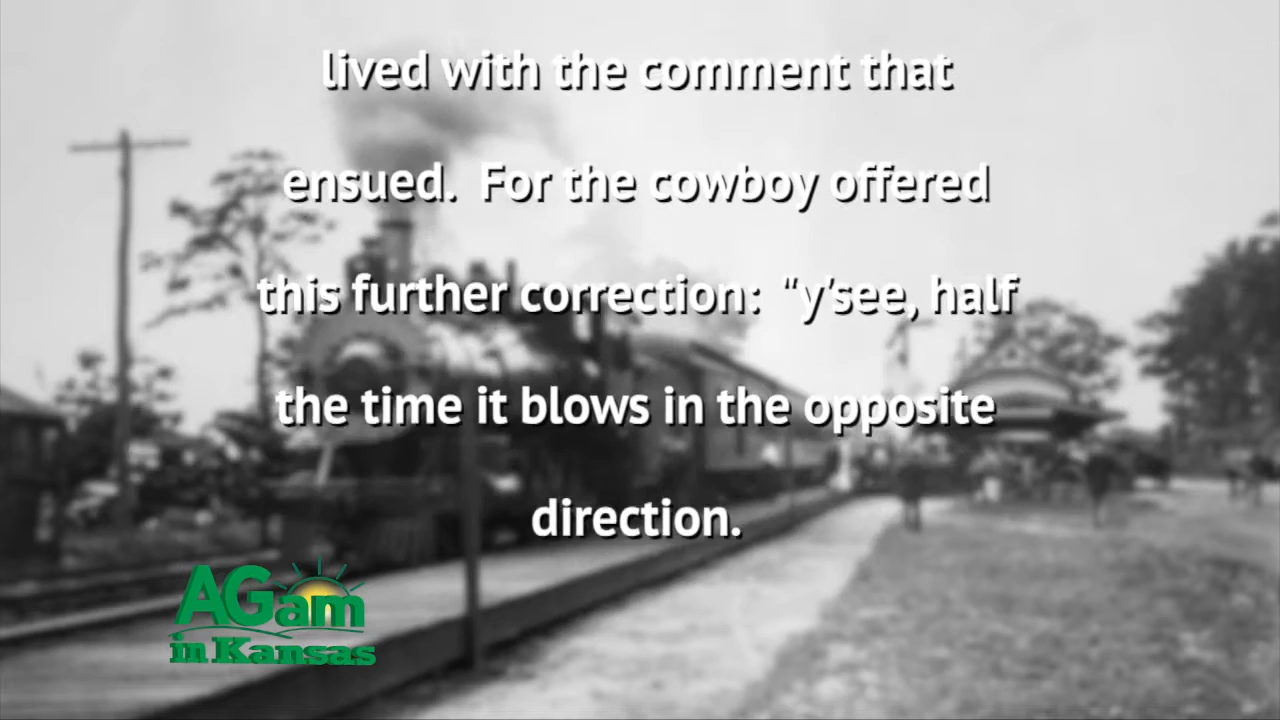 lived with the comment that
ensued.  For the cowboy offered
this further correction:  "y'see, half
the time it blows in the opposite
direction.
AGam
in Kansas